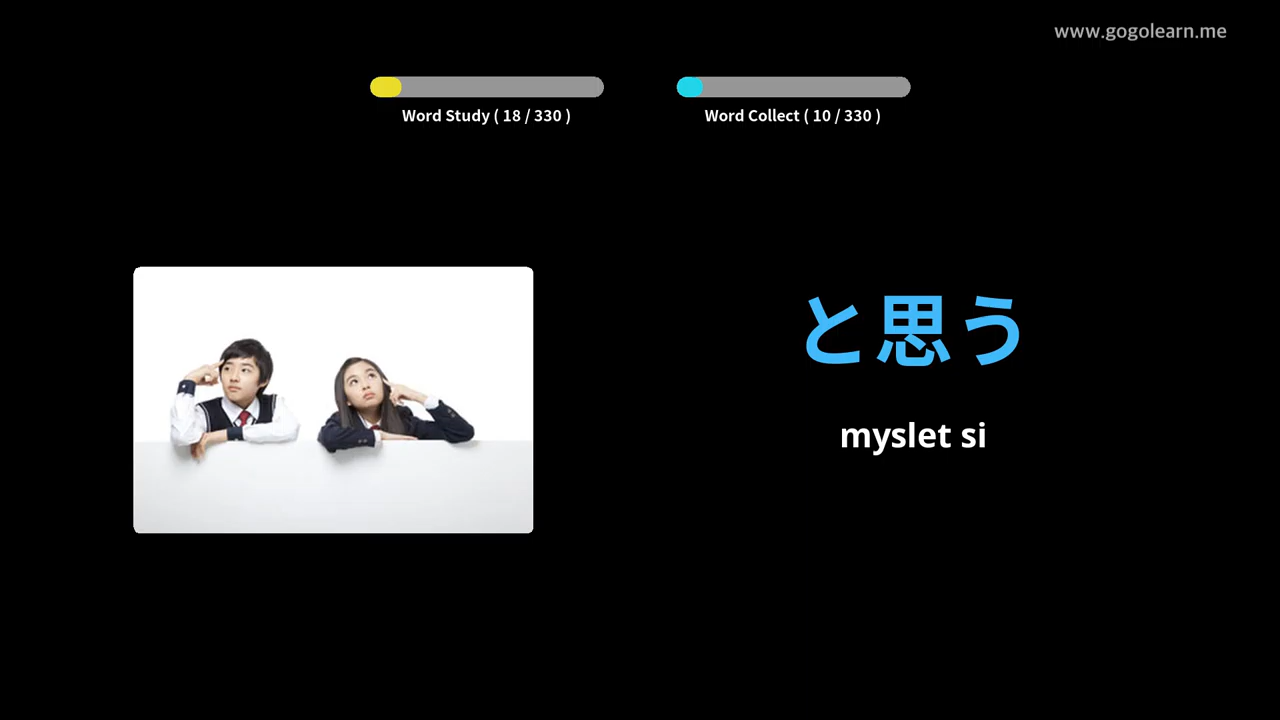 www.gogolearn.me
Word Study ( 18 / 330 )
Word Collect ( 10 / 330 )
と思う
myslet si